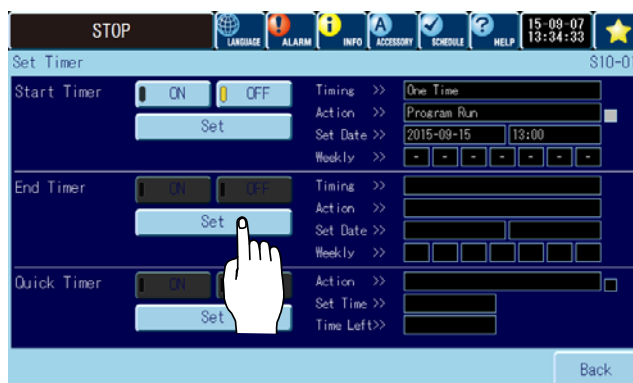 STOP
LANGUAGE
ALARM
INFO
ACCESSORY
SCHEDULE
HELP
15-09-07
13:34:33
Set Timer
S10-01
Start Timer ON OFF Timing >> One Time
Action >> Program Run
Set
Set Date >> 2015-09-15 13:00
Weekly >> - - - - - - -
End Timer ON OFF Timing >>
Action >>
Set
Set Date >>
Weekly >>
Quick Timer ON Action >>
Set Time >>
Set
Time Left>>
Back